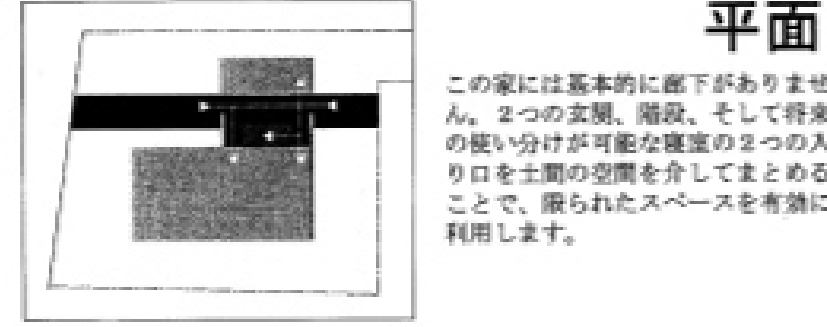 平面
この家には基本的に廊下がありませ
ん。2つの玄関、階段、そして将来
の使い分けが可能な寝室の2つの入
り口を土間の空間を介してまとめる
ことで、限られたスペースを有効に
利用します。